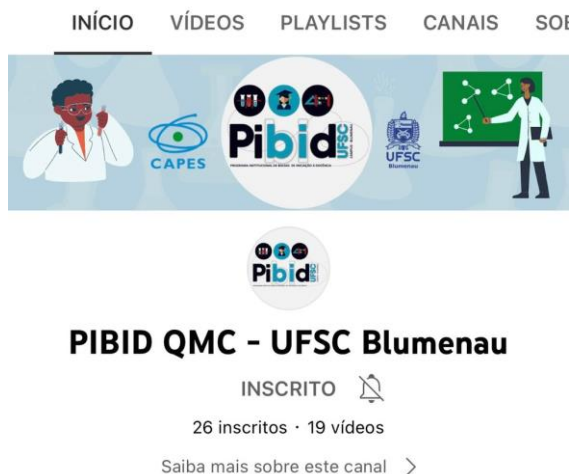 INÍCIO VÍDEOS PLAYLISTS CANAIS SOB
Pibid UFSC
CAPES
UFSC
Blumenau
Pibid
PIBID QMC - UFSC Blumenau
INSCRITO
26 inscritos · 19 vídeos
Saiba mais sobre este canal >